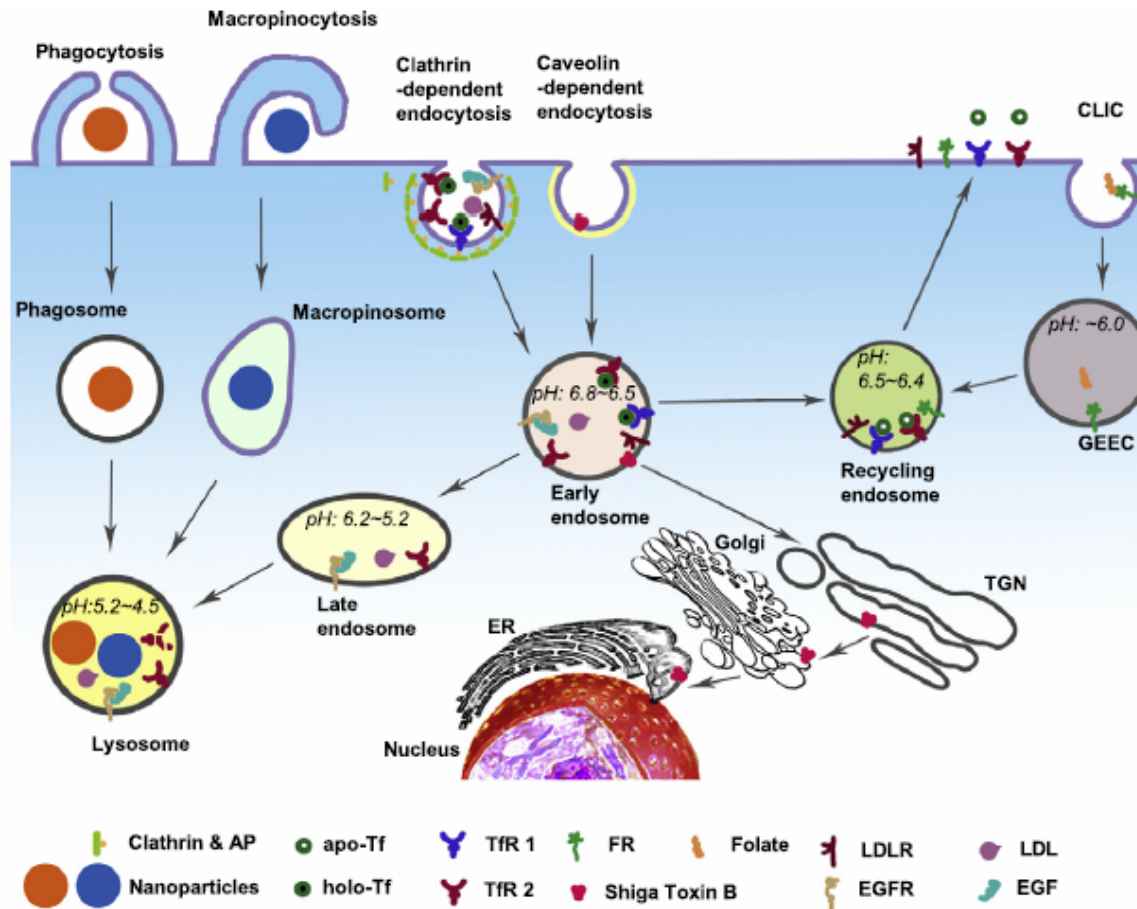 Macropinocytosis
Phagocytosis
Clathrin
-dependent
endocytosis
Caveolin
-dependent
endocytosis
CLIC
Phagosome
Macropinosome
pH: ~6.0
pH:
6.5~6.4
pH: 6.8~6.5
GEEC
Recycling
endosome
Early
endosome
pH: 6.2~5.2
Late
endosome
Golgi
TGN
pH:5.2~4.5
ER
Lysosome
Nucleus
Clathrin & AP
apo-Tf
TfR 1
FR
Folate
LDLR
LDL
Nanoparticles
holo-Tf
TfR 2
Shiga Toxin B
EGFR
EGF